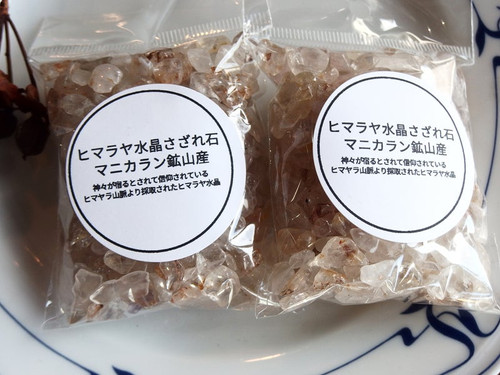 ヒマラヤ水晶さざれ石
マニカラン鉱山産
神々が宿るとされて信仰されている
ヒマヤラ山脈より採取されたヒマラヤ水晶
ヒマラヤ水晶さざれ石
マニカラン鉱山産
神々が宿るとされて信仰されている
ヒマヤラ山脈より採取されたヒマラヤ水晶